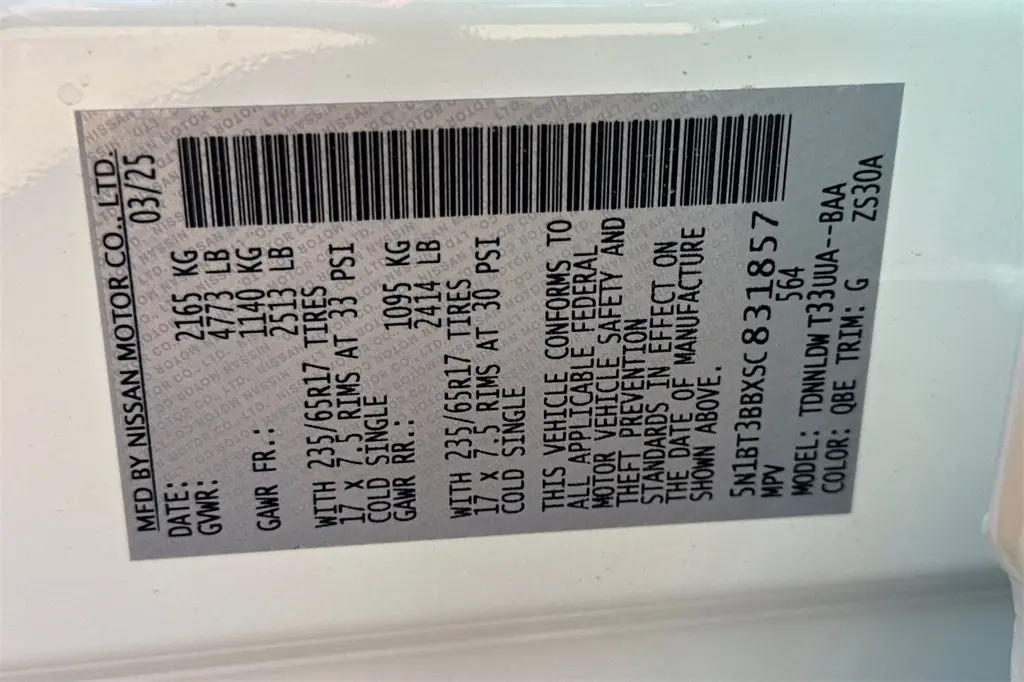 MFD BY NISSAN MOTOR CO., LTD.
DATE: 03/25
GVWR: 2165 KG
4773 LB
GAWR FR.: 1140 KG
2513 LB
WITH 235/65R17 TIRES
17 X 7.5 RIMS AT 33 PSI
COLD SINGLE
GAWR RR.: 1095 KG
2414 LB
WITH 235/65R17 TIRES
17 X 7.5 RIMS AT 30 PSI
COLD SINGLE
THIS VEHICLE CONFORMS TO
ALL APPLICABLE FEDERAL
MOTOR VEHICLE SAFETY AND
THEFT PREVENTION
STANDARDS IN EFFECT ON
THE DATE OF MANUFACTURE
SHOWN ABOVE.
5N1BT3BBXSC831857
MPV 564
MODEL: TDNNLDWT33UUA--BAA
COLOR: QBE TRIM: G ZS30A